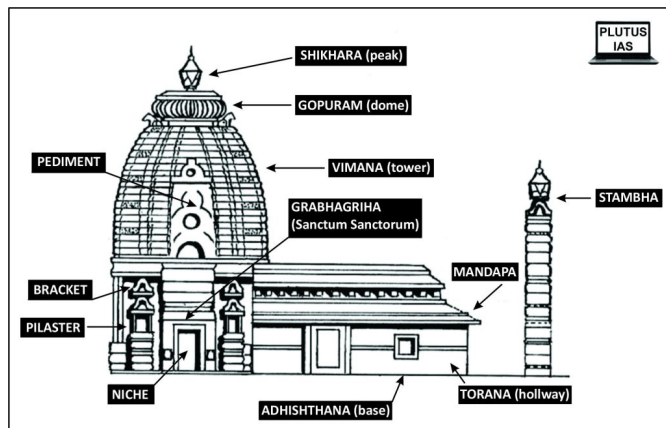 PLUTUS
IAS
SHIKHARA (peak)
GOPURAM (dome)
PEDIMENT
VIMANA (tower)
GRABHAGRIHA
(Sanctum Sanctorum)
STAMBHA
MANDAPA
BRACKET
PILASTER
NICHE
TORANA (hollway)
ADHISHTHANA (base)